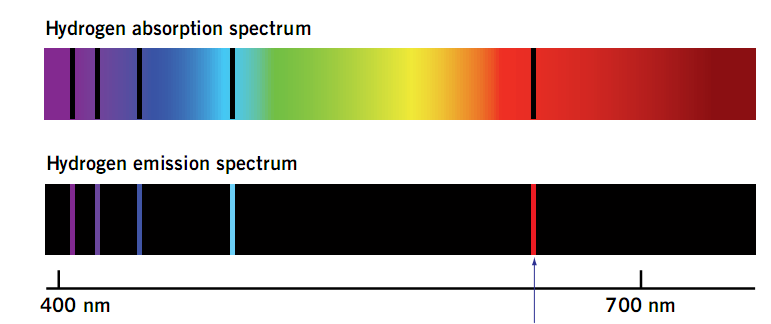 Hydrogen absorption spectrum
Hydrogen emission spectrum
400 nm
700 nm